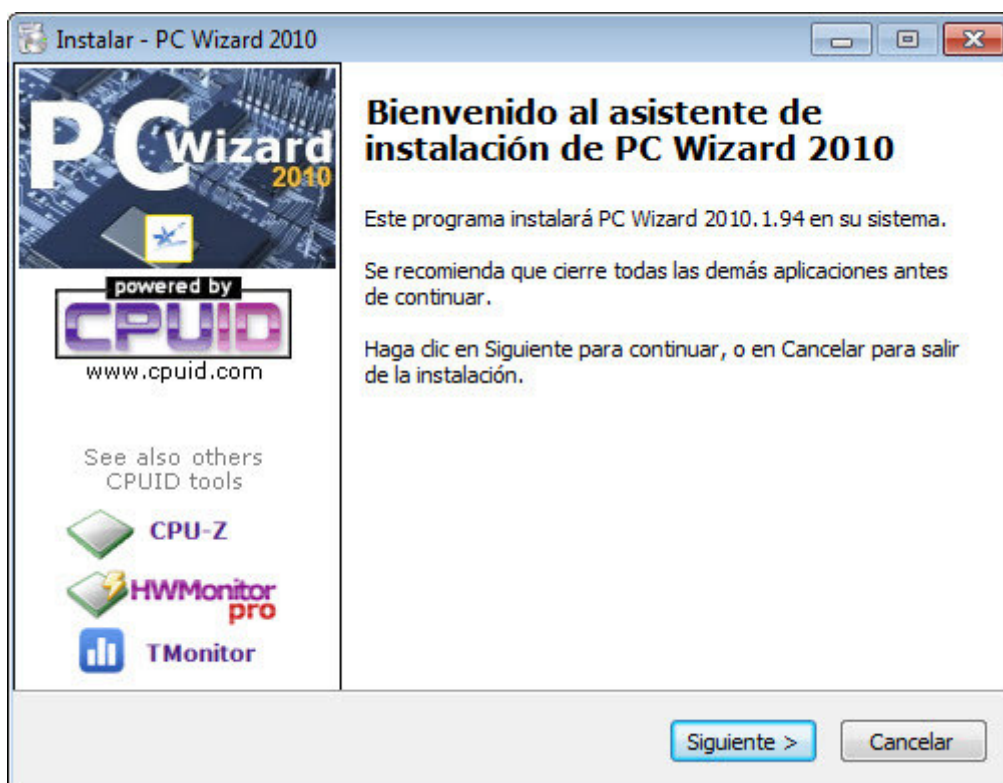 Instalar - PC Wizard 2010
PC Wizard
2010
powered by
CPUID
www.cpuid.com
See also others
CPUID tools
CPU-Z
HWMonitor
pro
TMonitor
Bienvenido al asistente de
instalación de PC Wizard 2010
Este programa instalará PC Wizard 2010.1.94 en su sistema.
Se recomienda que cierre todas las demás aplicaciones antes
de continuar.
Haga clic en Siguiente para continuar, o en Cancelar para salir
de la instalación.
Siguiente >
Cancelar